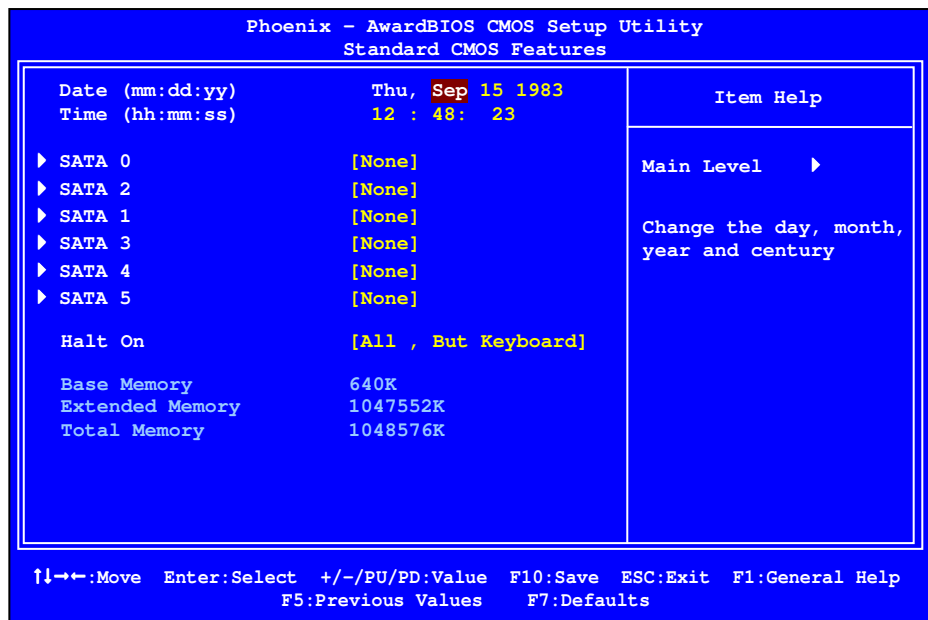 Phoenix – AwardBIOS CMOS Setup Utility
Standard CMOS Features
Date (mm:dd:yy) Thu, Sep 15 1983
Time (hh:mm:ss) 12 : 48: 23
SATA 0 [None]
SATA 2 [None]
SATA 1 [None]
SATA 3 [None]
SATA 4 [None]
SATA 5 [None]
Halt On [All , But Keyboard]
Base Memory 640K
Extended Memory 1047552K
Total Memory 1048576K
Item Help
Main Level
Change the day, month,
year and century
↑↓→←:Move Enter:Select +/-/PU/PD:Value F10:Save ESC:Exit F1:General Help
F5:Previous Values F7:Defaults